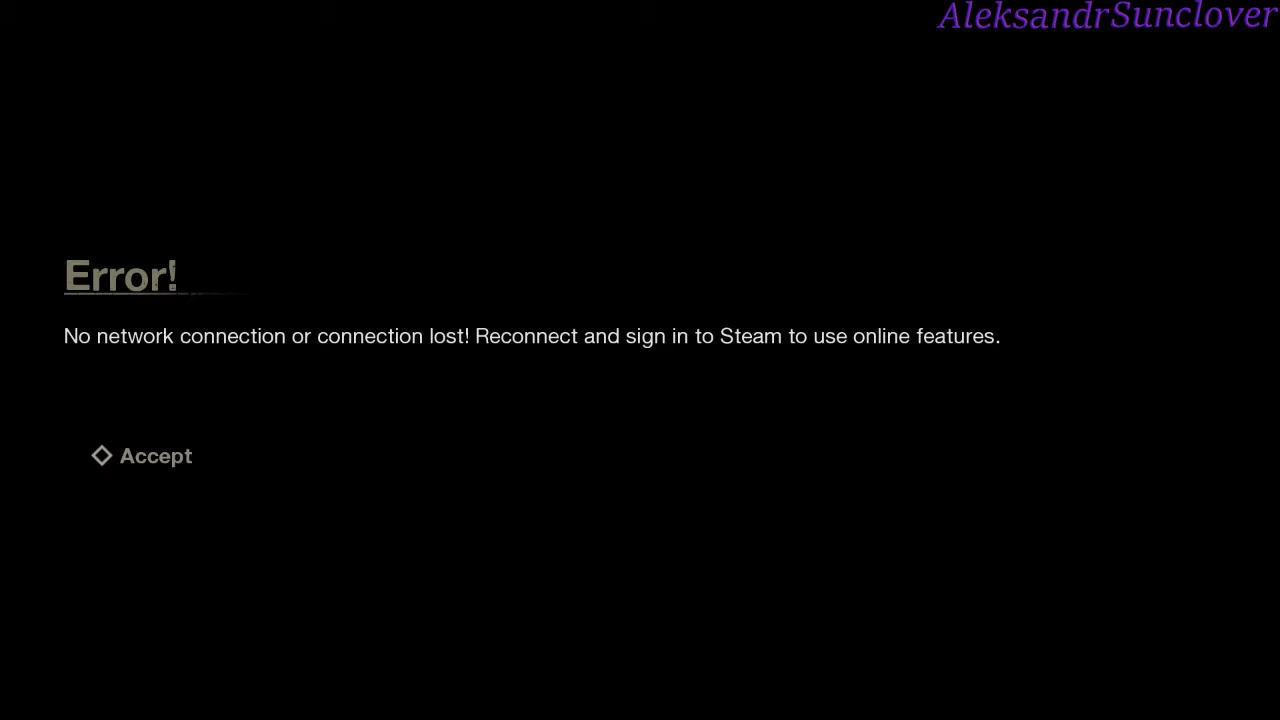 AleksandrSunclover
Error!
No network connection or connection lost! Reconnect and sign in to Steam to use online features.
Accept